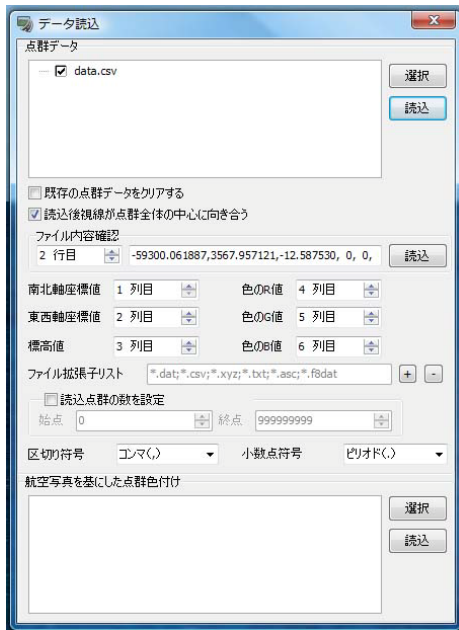 データ読込
点群データ
data.csv
選択
読込
既存の点群データをクリアする
読込後視線が点群全体の中心に向き合う
ファイル内容確認
2 行目 -59300.061887,3567.957121,-12.587530, 0, 0, 読込
南北軸座標値 1 列目 色のR値 4 列目
東西軸座標値 2 列目 色のG値 5 列目
標高値 3 列目 色のB値 6 列目
ファイル拡張子リスト *.dat;*.csv;*.xyz;*.txt;*.asc;*.f8dat + -
読込点群の数を設定
始点 0 終点 999999999
区切り符号 コンマ(,) 小数点符号 ピリオド(.)
航空写真を基にした点群色付け
選択
読込